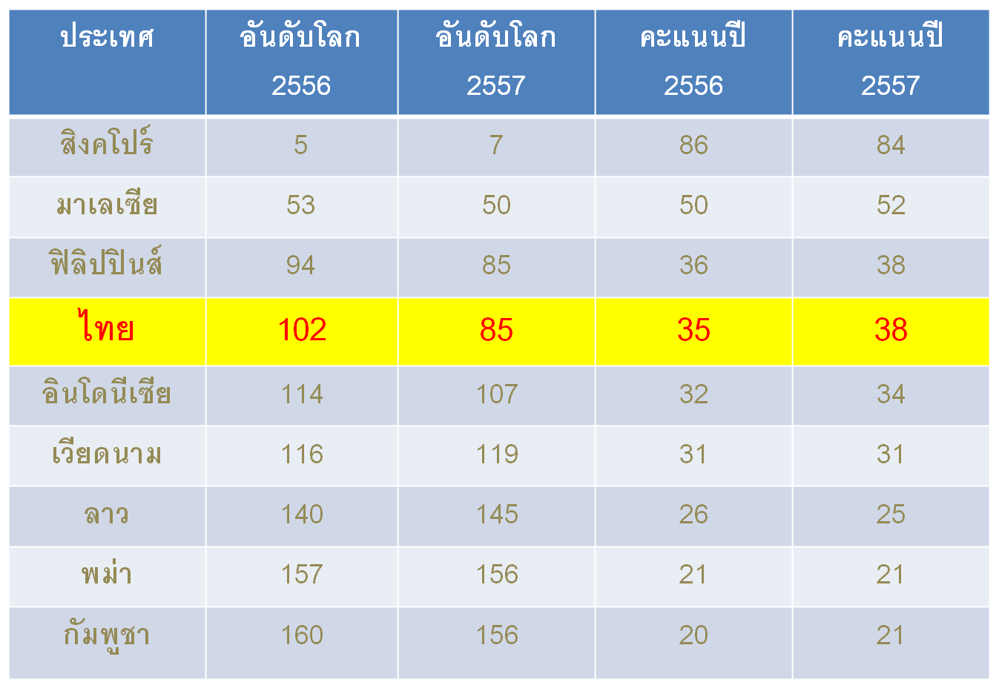 ประเทศ อันดับโลก อันดับโลก คะแนนปี คะแนนปี
2556 2557 2556 2557
สิงคโปร์ 5 7 86 84
มาเลเซีย 53 50 50 52
ฟิลิปปินส์ 94 85 36 38
ไทย 102 85 35 38
อินโดนีเซีย 114 107 32 34
เวียดนาม 116 119 31 31
ลาว 140 145 26 25
พม่า 157 156 21 21
กัมพูชา 160 156 20 21